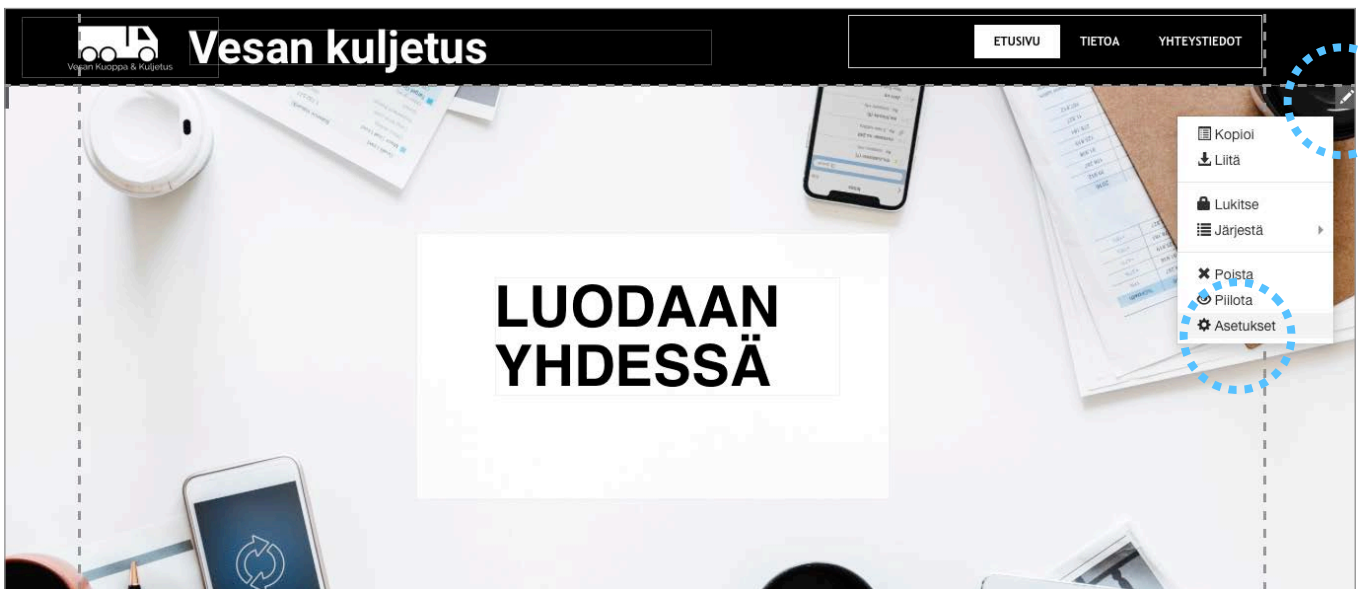 Vesan Kuoppa & Kuljetus
Vesan kuljetus
ETUSIVU
TIETOA
YHTEYSTIEDOT
Kopioi
Liitä
Lukitse
Järjestä
Poista
Piilota
Asetukset
LUODAAN
YHDESSÄ